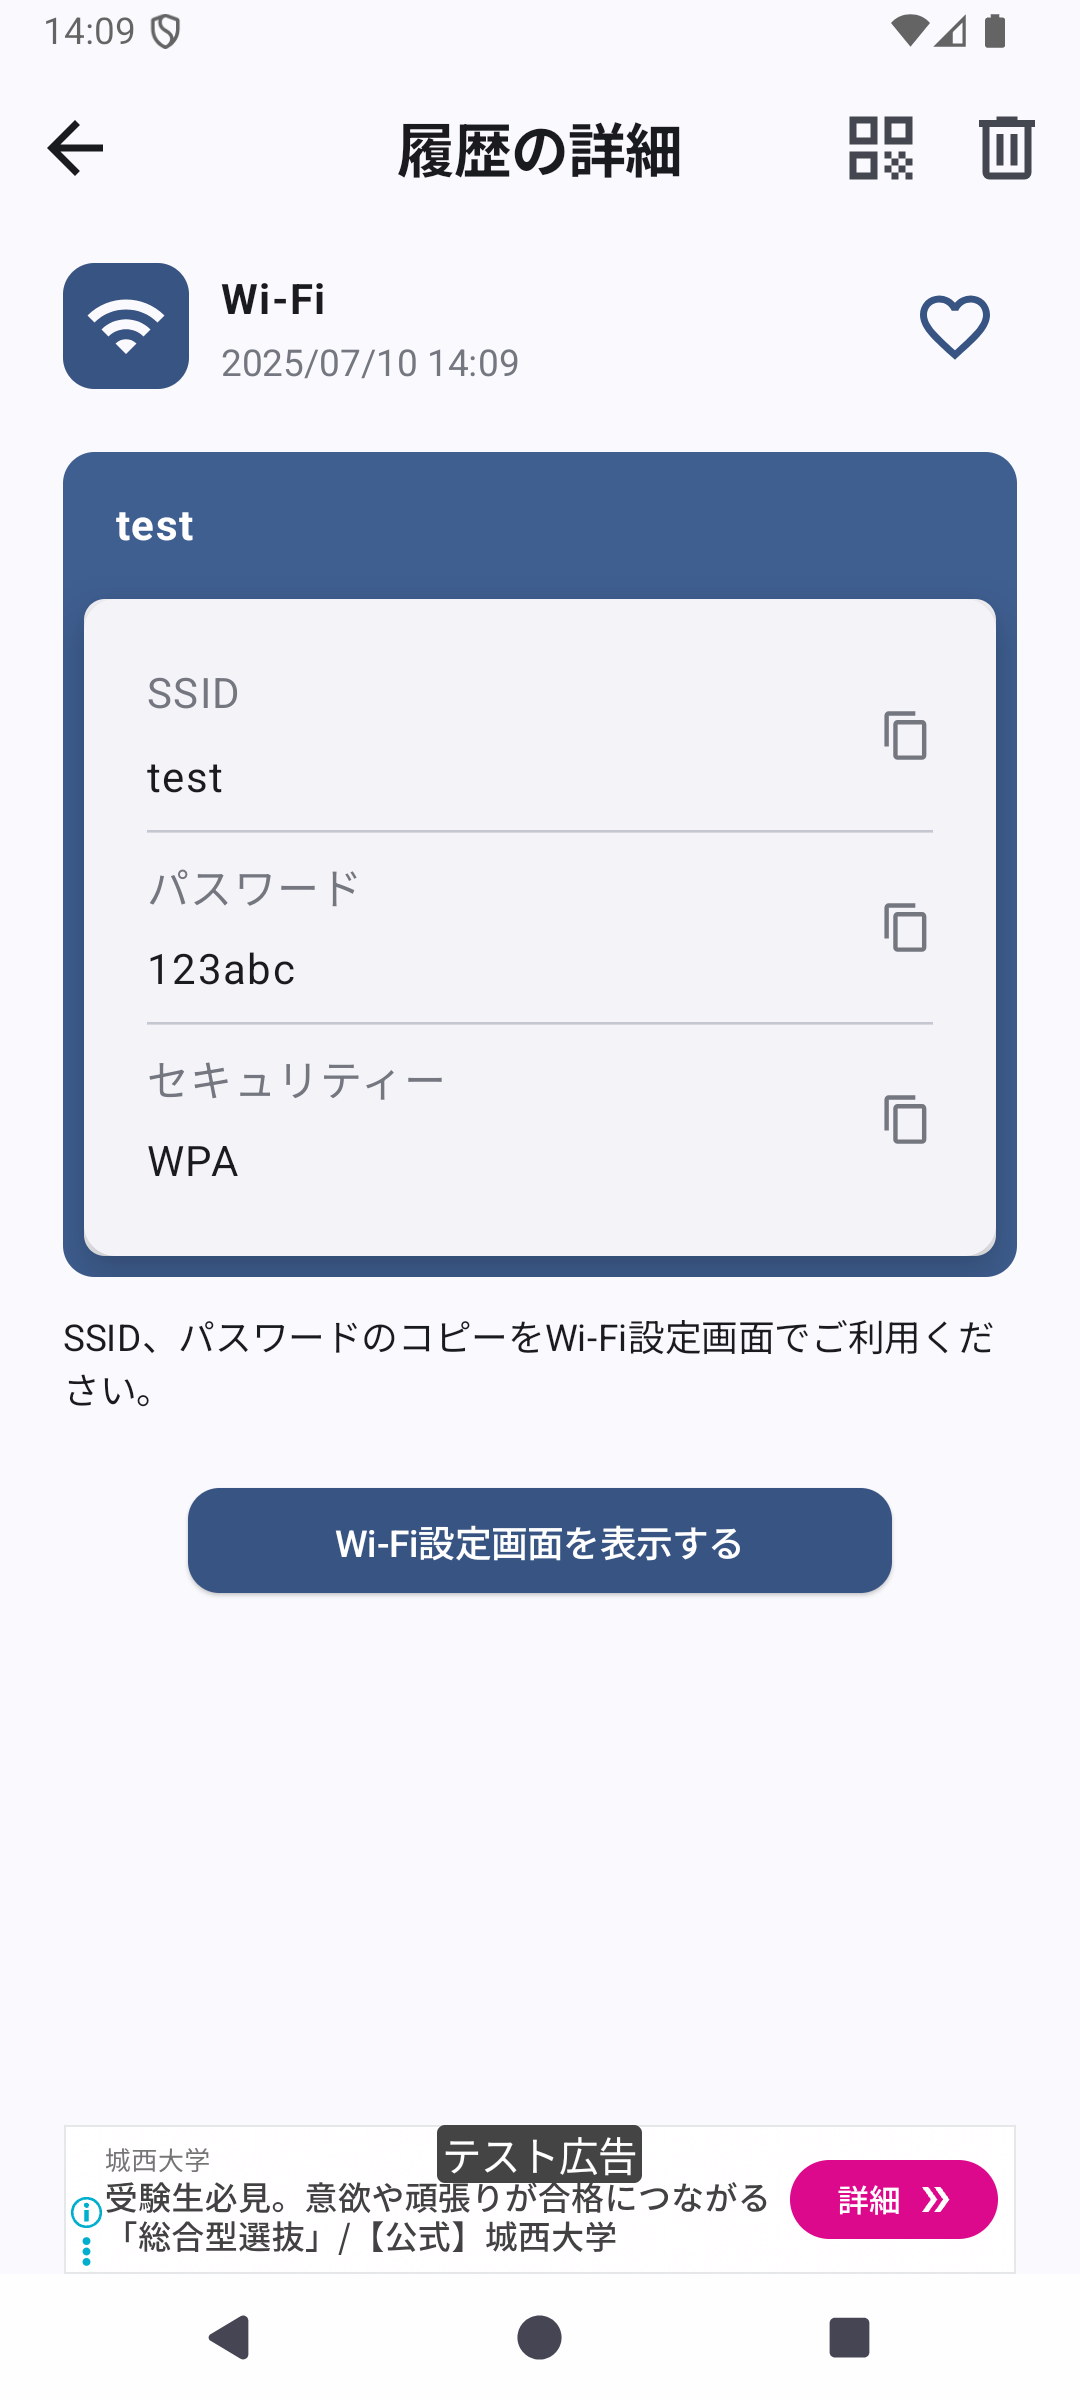 14:09
履歴の詳細
Wi-Fi
2025/07/10 14:09
test
SSID
test
パスワード
123abc
セキュリティー
WPA
SSID、パスワードのコピーをWi-Fi設定画面でご利用くだ
さい。
Wi-Fi設定画面を表示する
テスト広告
城西大学
受験生必見。意欲や頑張りが合格につながる
「総合型選抜」/【公式】城西大学
詳細